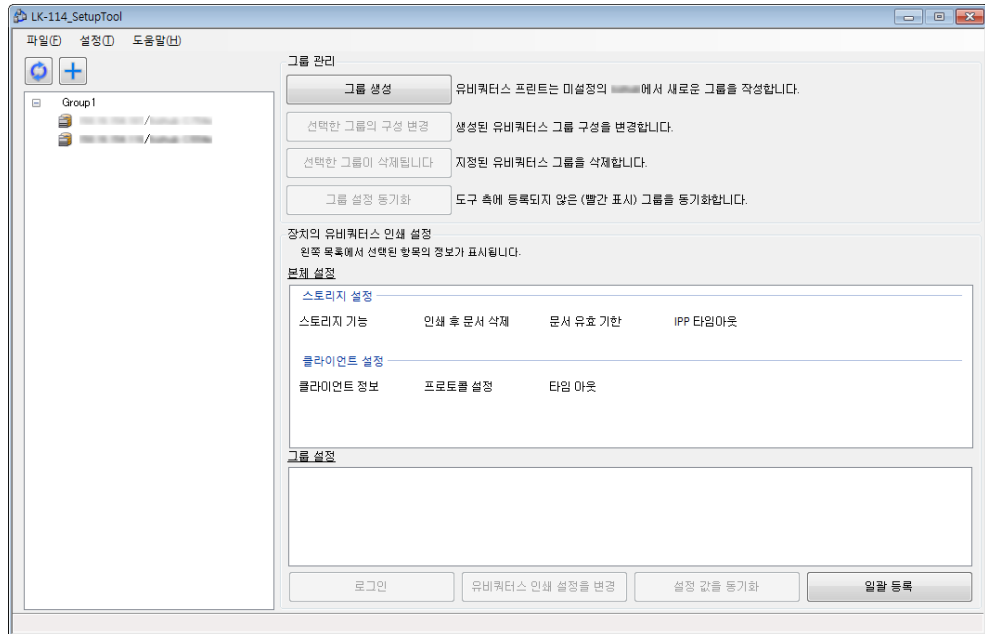 LK-114_SetupTool
파일(F) 설정(T) 도움말(H)
그룹 관리
그룹 생성 유비쿼터스 프린트는 미설정의 에서 새로운 그룹을 작성합니다.
Group1
선택한 그룹의 구성 변경 생성된 유비쿼터스 그룹 구성을 변경합니다.
선택한 그룹이 삭제됩니다 지정된 유비쿼터스 그룹을 삭제합니다.
그룹 설정 동기화 도구 측에 등록되지 않은 (빨간 표시) 그룹을 동기화합니다.
장치의 유비쿼터스 인쇄 설정
왼쪽 목록에서 선택된 항목의 정보가 표시됩니다.
본체 설정
스토리지 설정
스토리지 기능 인쇄 후 문서 삭제 문서 유효 기한 IPP 타임아웃
클라이언트 설정
클라이언트 정보 프로토콜 설정 타임 아웃
그룹 설정
로그인 유비쿼터스 인쇄 설정을 변경 설정 값을 동기화 일괄 등록